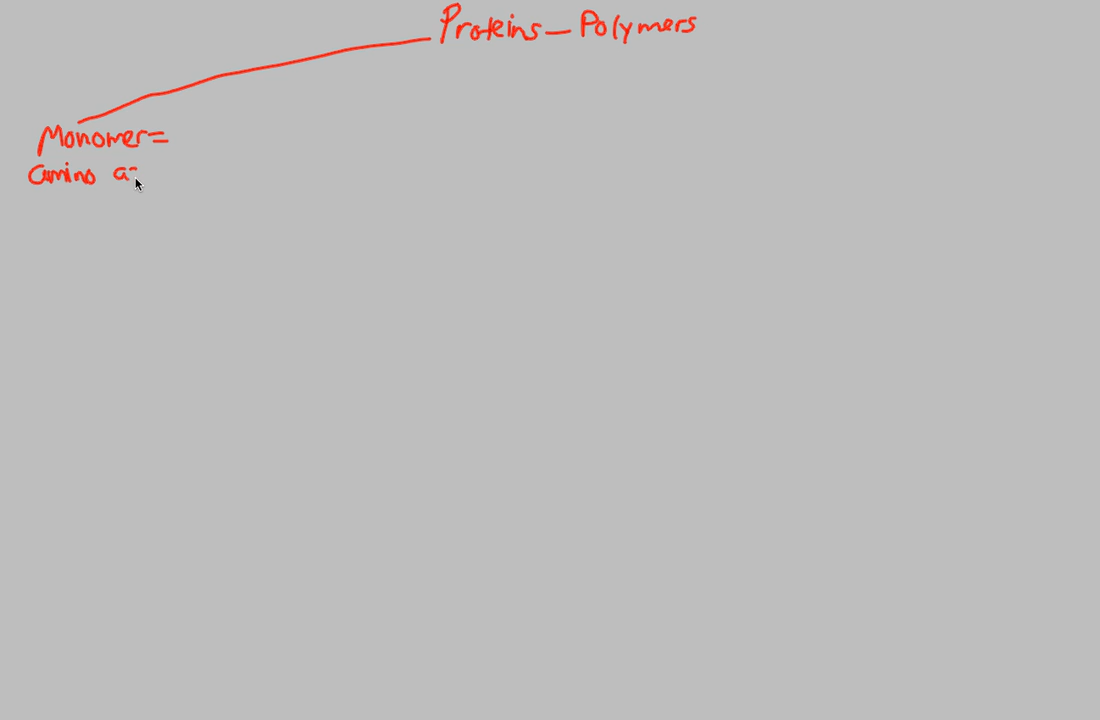 Proteins — Polymers
Monomer =
amino a